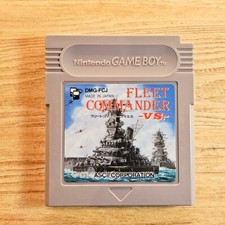 Nintendo GAME BOY
DMG-FCJ
MADE IN JAPAN
FLEET
COMMANDER
-VS.-
ASCII CORPORATION